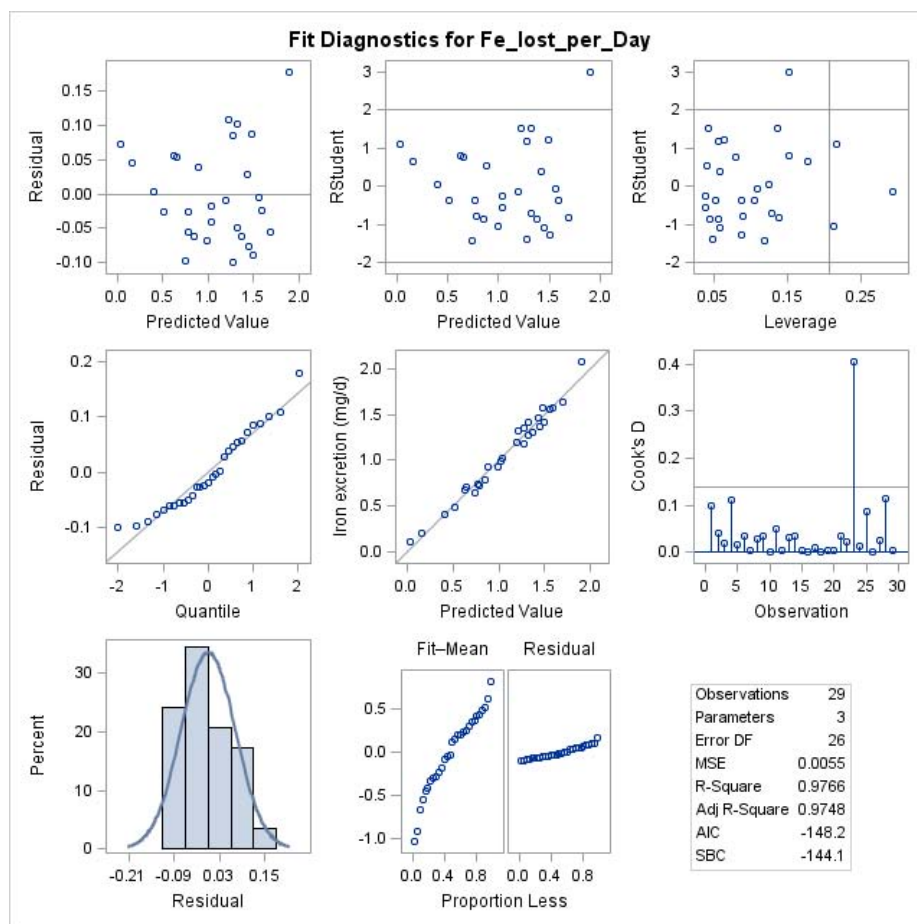 Fit Diagnostics for Fe_lost_per_Day
Residual
0.15
0.10
0.05
0.00
-0.05
-0.10
0.0 0.5 1.0 1.5 2.0
Predicted Value
RStudent
3
2
1
0
-1
-2
0.0 0.5 1.0 1.5 2.0
Predicted Value
RStudent
3
2
1
0
-1
-2
0.05 0.15 0.25
Leverage
Residual
0.2
0.1
0.0
-0.1
-2 -1 0 1 2
Quantile
Iron excretion (mg/d)
2.0
1.5
1.0
0.5
0.0
0.0 0.5 1.0 1.5 2.0
Predicted Value
Cook's D
0.4
0.3
0.2
0.1
0.0
0 5 10 15 20 25 30
Observation
Percent
30
20
10
0
-0.21 -0.09 0.03 0.15
Residual
Fit–Mean Residual
0.5
0.0
-0.5
-1.0
0.0 0.4 0.8 0.0 0.4 0.8
Proportion Less
Observations 29
Parameters 3
Error DF 26
MSE 0.0055
R-Square 0.9766
Adj R-Square 0.9748
AIC -148.2
SBC -144.1